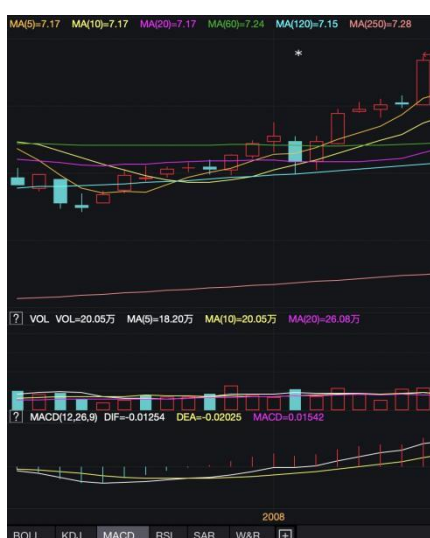 MA(5)=7.17 MA(10)=7.17 MA(20)=7.17 MA(60)=7.24 MA(120)=7.15 MA(250)=7.28
*
? VOL VOL=20.05万 MA(5)=18.20万 MA(10)=20.05万 MA(20)=26.08万
? MACD(12,26,9) DIF=-0.01254 DEA=-0.02025 MACD=0.01542
2008
BOLL KDJ MACD RSI SAR W&R +